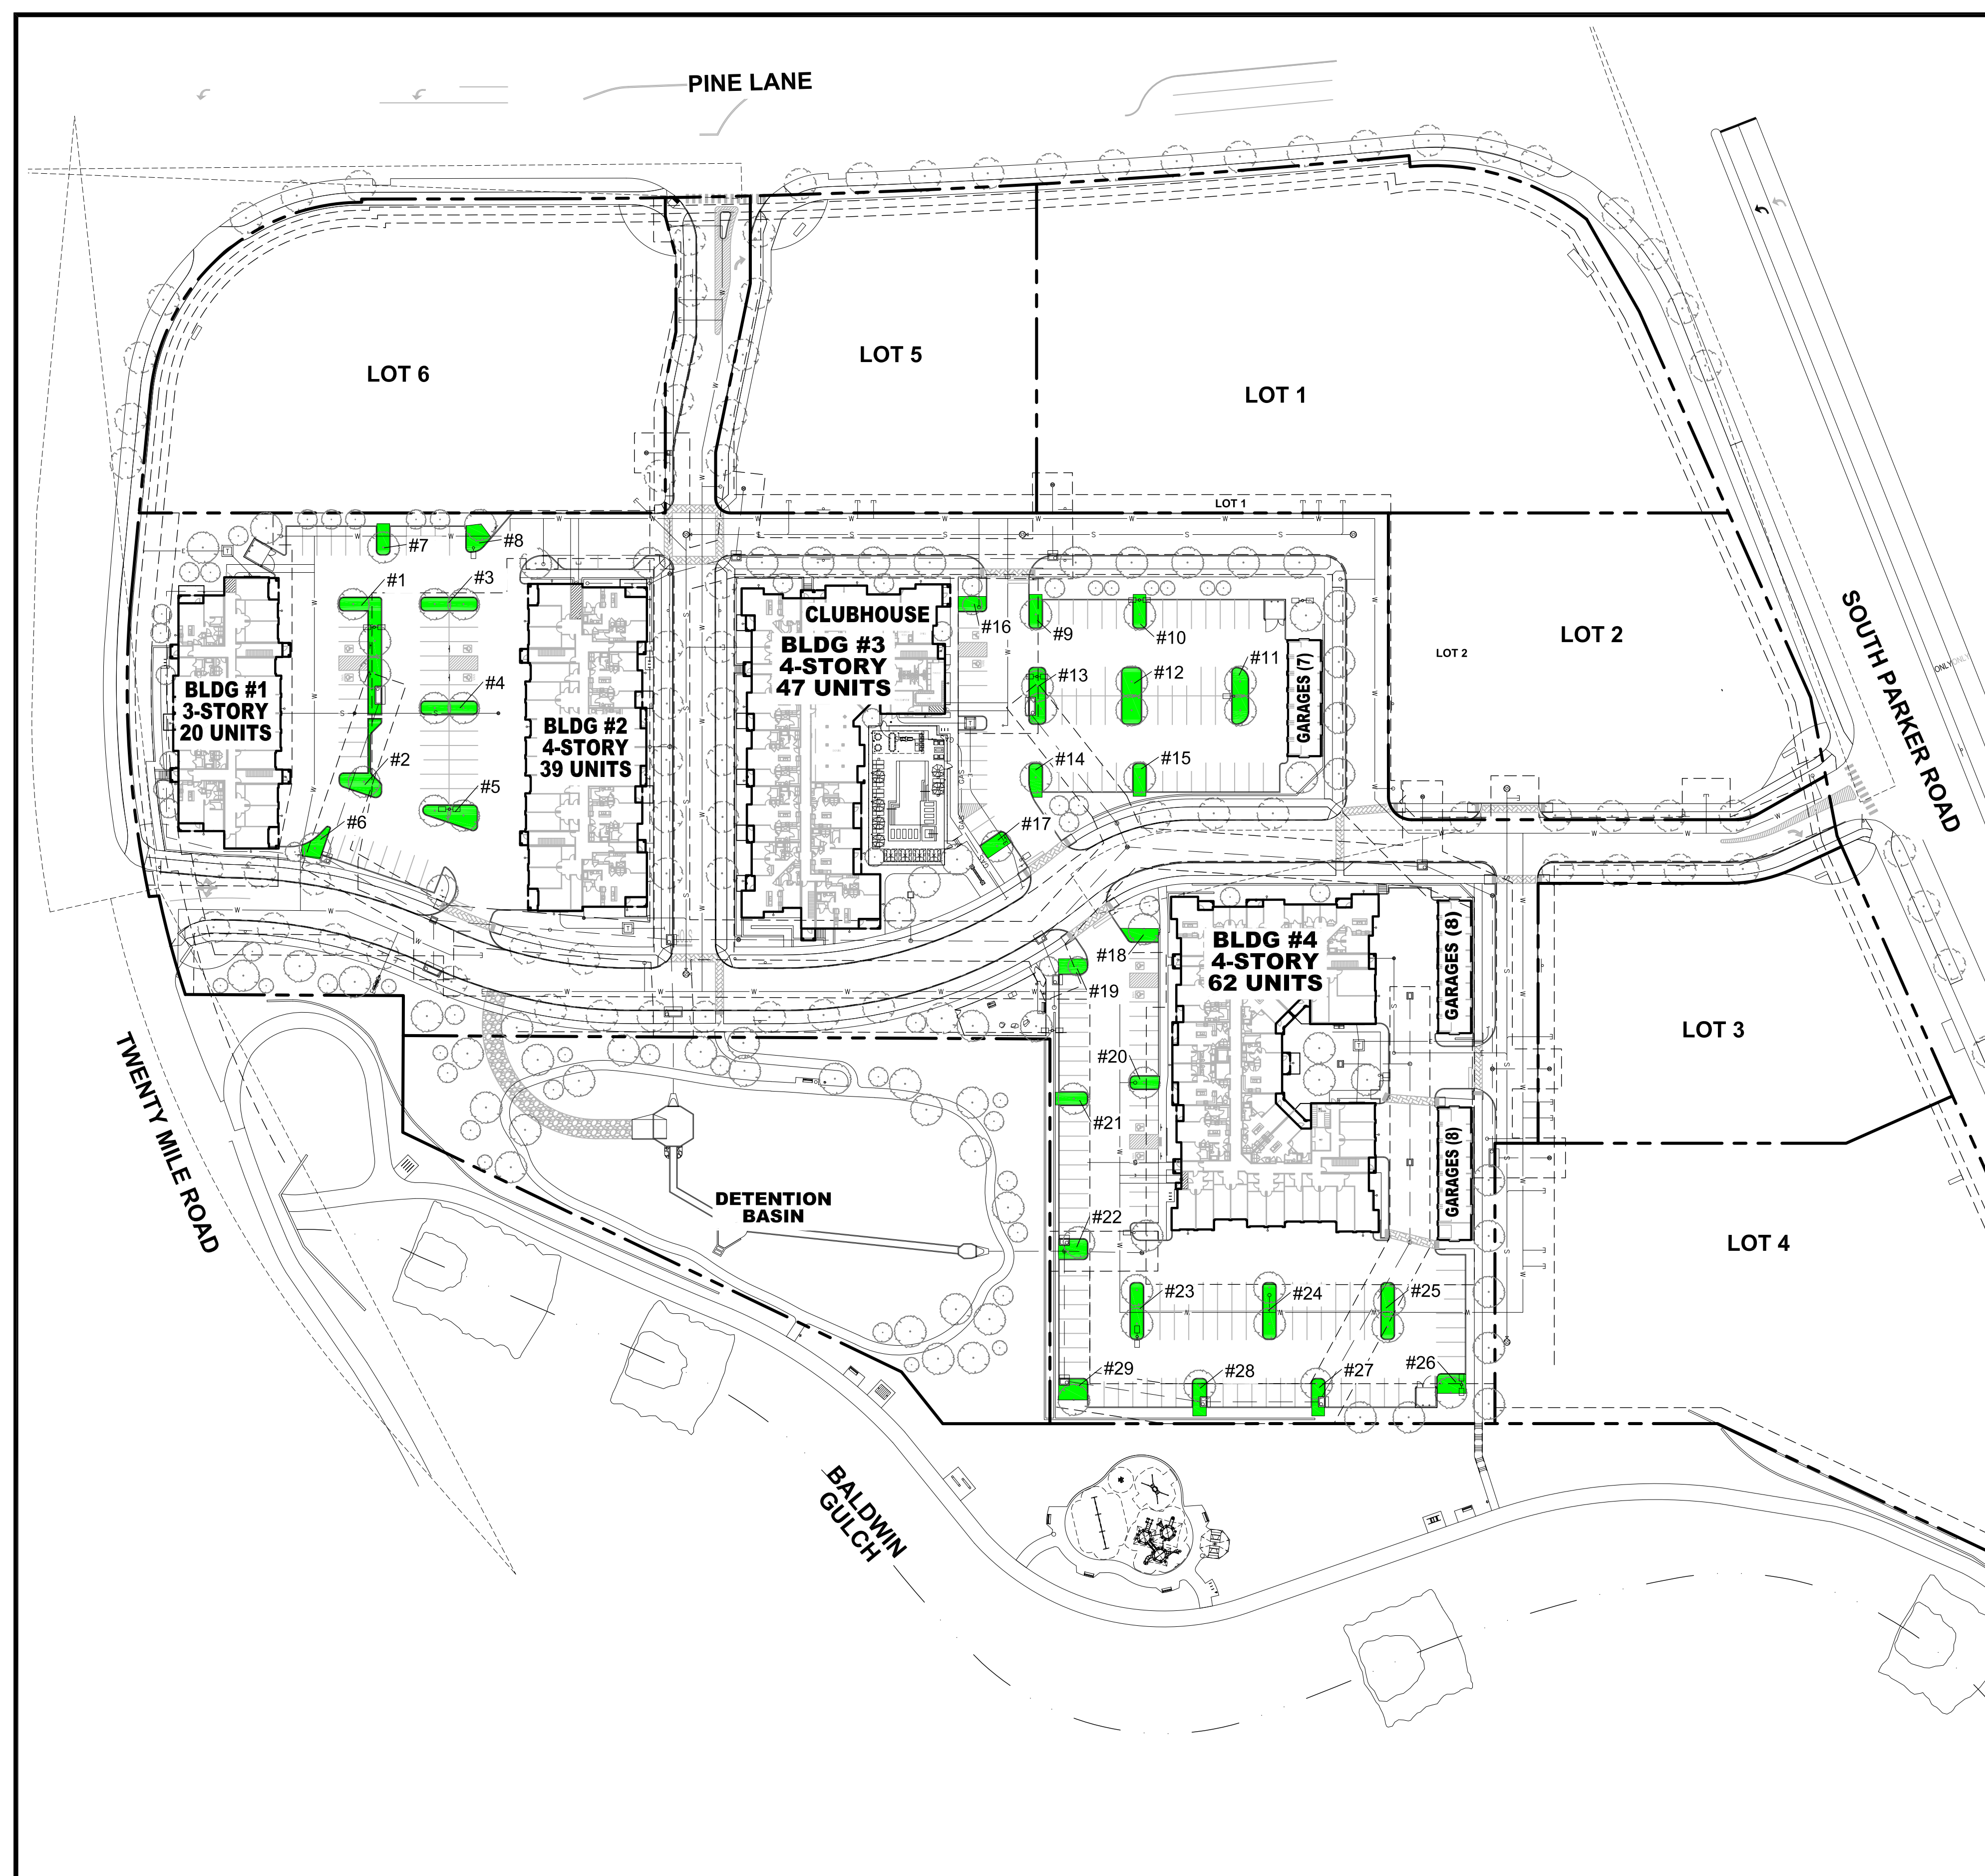 PINE LANE
LOT 6
LOT 5
LOT 1
LOT 1
LOT 2
LOT 2
SOUTH PARKER ROAD
ONLY
ONLY
#7
#8
#1
#3
#4
#2
#5
#6
BLDG #1
3-STORY
20 UNITS
BLDG #2
4-STORY
39 UNITS
CLUBHOUSE
BLDG #3
4-STORY
47 UNITS
#16
#9
#10
#13
#12
#11
GARAGES (7)
#14
#15
#17
GAS
GAS
#18
#19
#20
#21
BLDG #4
4-STORY
62 UNITS
GARAGES (8)
GARAGES (8)
LOT 3
LOT 4
#22
#23
#24
#25
#29
#28
#27
#26
TWENTY MILE ROAD
DETENTION
BASIN
BALDWIN
GULCH